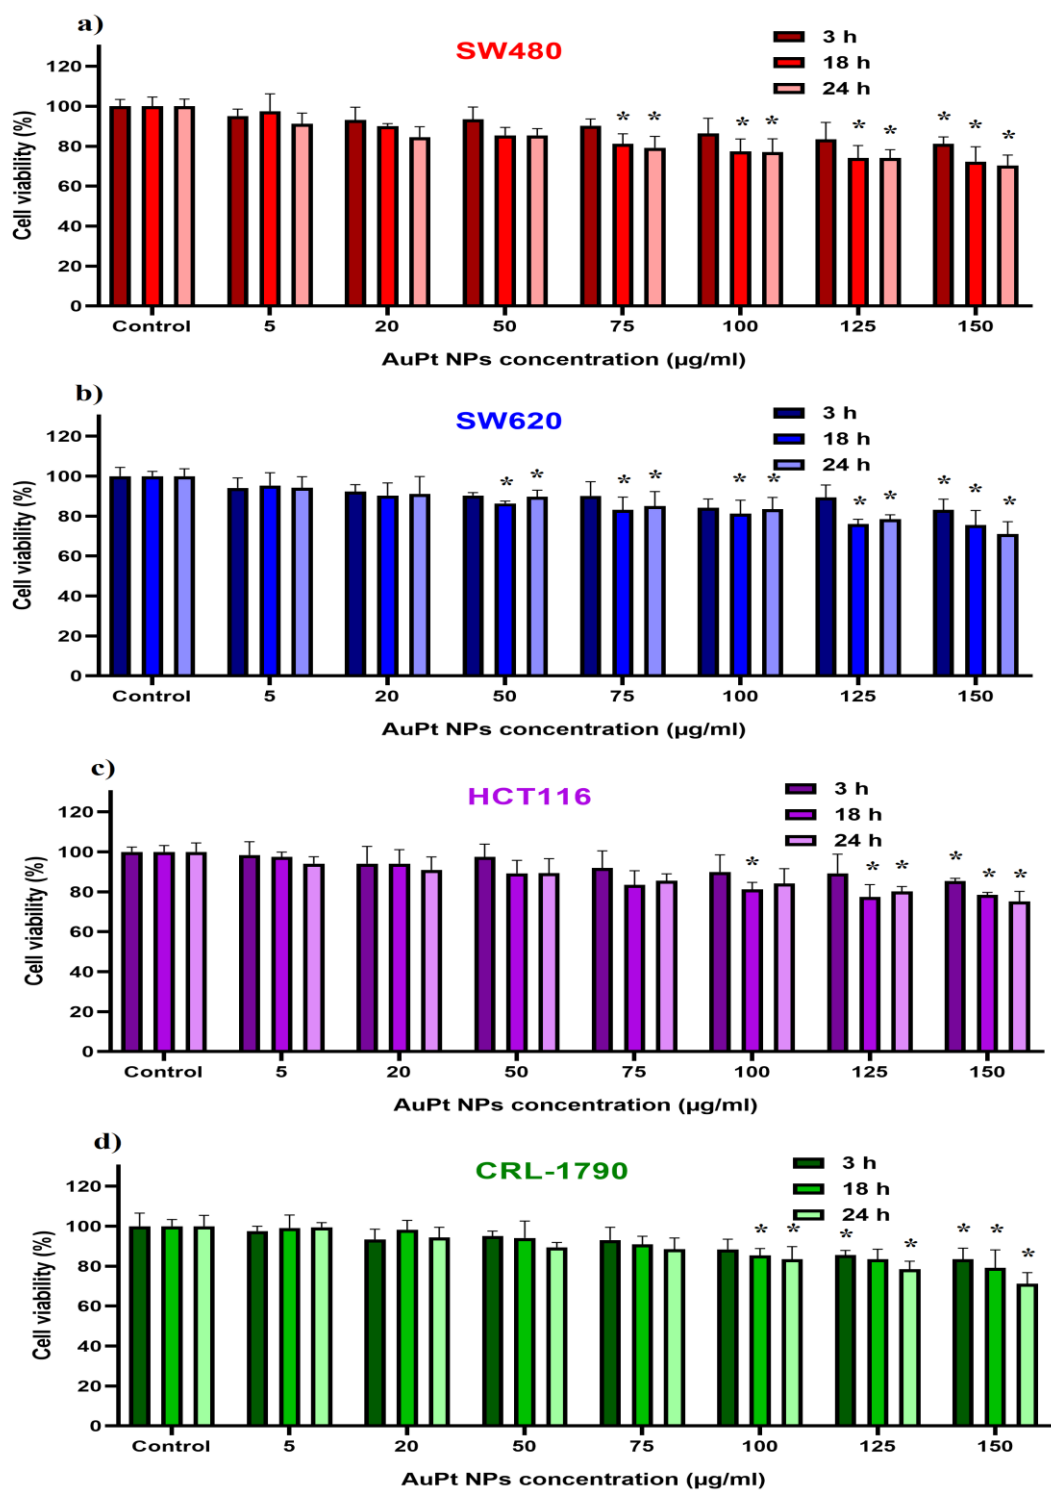 a)
SW480
3 h
18 h
24 h
120
100
80
60
40
20
0
Cell viability (%)
* *
* *
* *
* * *
Control 5 20 50 75 100 125 150
AuPt NPs concentration (µg/ml)
b)
SW620
3 h
18 h
24 h
120
100
80
60
40
20
0
Cell viability (%)
* *
* *
* *
* *
* * *
Control 5 20 50 75 100 125 150
AuPt NPs concentration (µg/ml)
c)
HCT116
3 h
18 h
24 h
120
100
80
60
40
20
0
Cell viability (%)
*
* *
* * *
Control 5 20 50 75 100 125 150
AuPt NPs concentration (µg/ml)
d)
CRL-1790
3 h
18 h
24 h
120
100
80
60
40
20
0
Cell viability (%)
* *
* *
* * *
Control 5 20 50 75 100 125 150
AuPt NPs concentration (µg/ml)